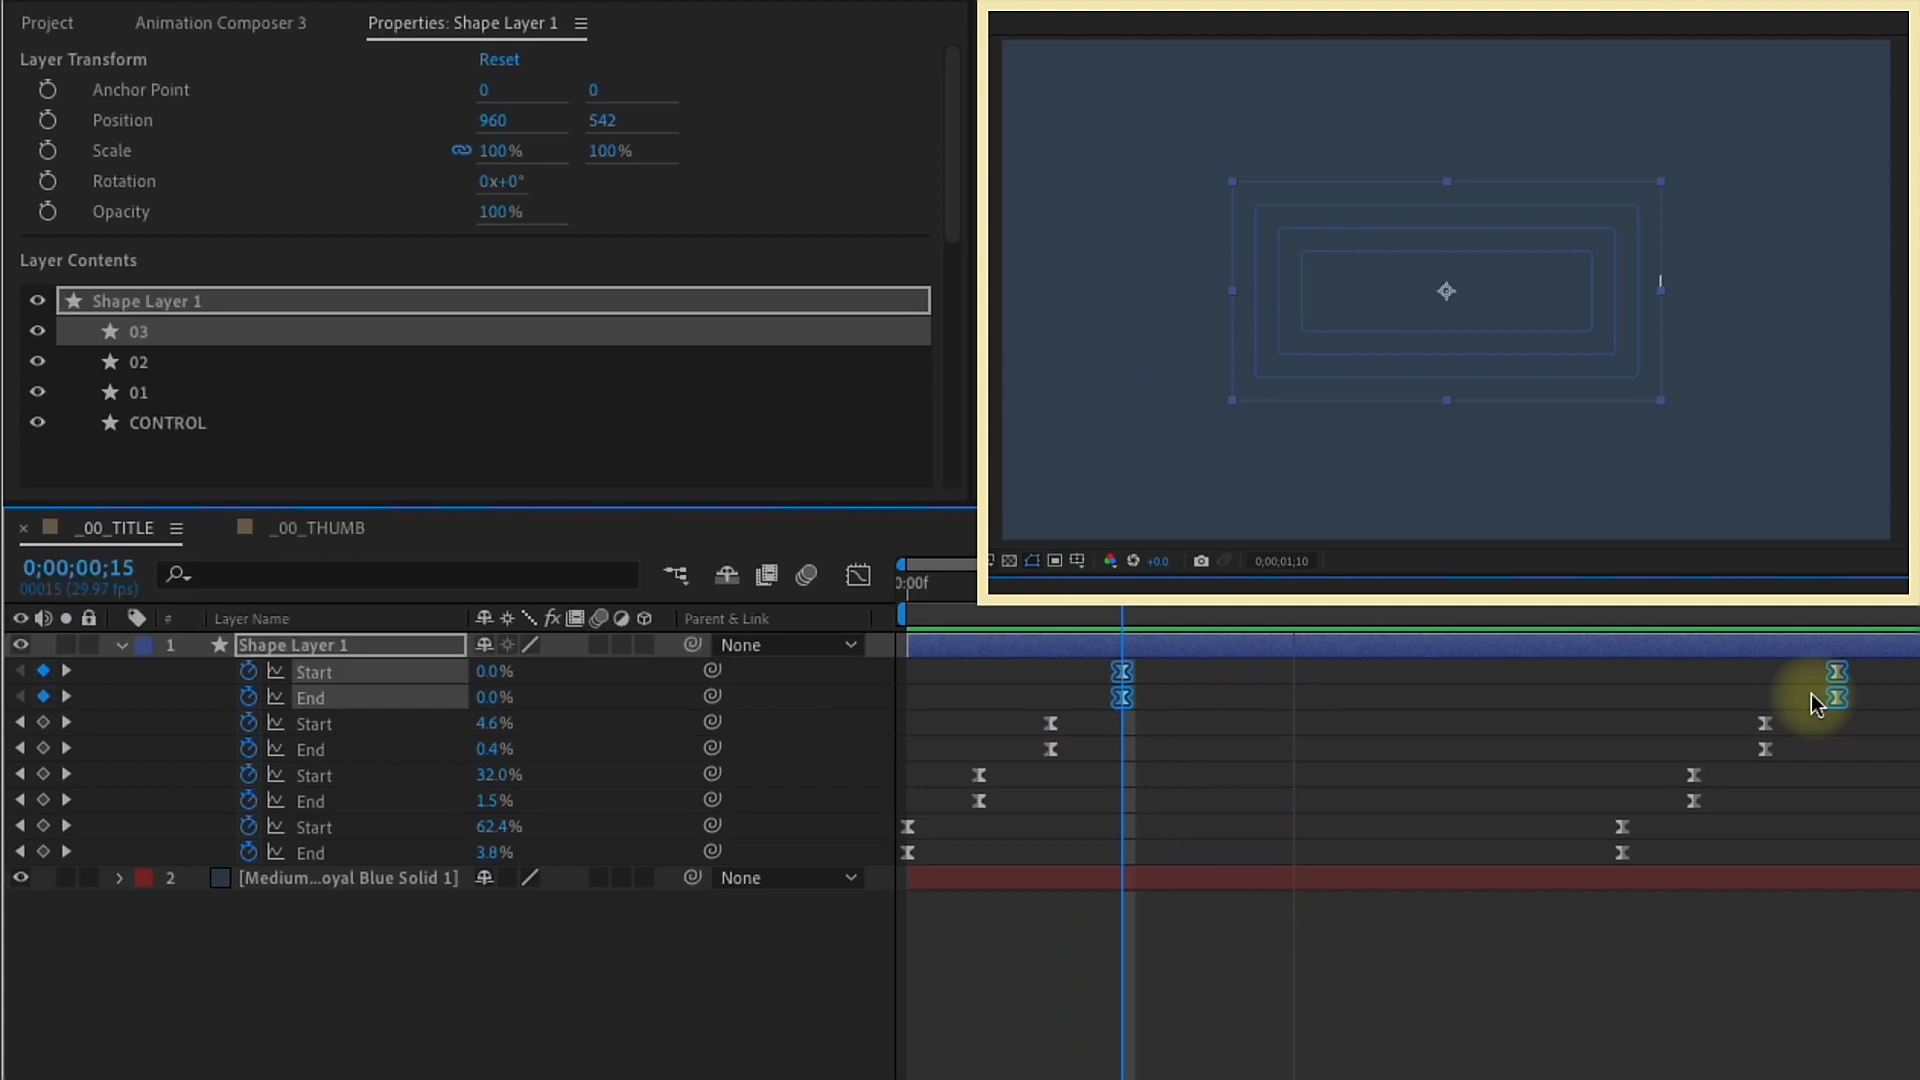 Project Animation Composer 3 Properties: Shape Layer 1
Layer Transform Reset
Anchor Point 0 0
Position 960 542
Scale 100% 100%
Rotation 0x+0°
Opacity 100%
Layer Contents
Shape Layer 1
03
02
01
CONTROL
+0.0 0;00;01;10
_00_TITLE _00_THUMB
0;00;00;15
00015 (29.97 fps)
0:00f
# Layer Name fx Parent & Link
1 Shape Layer 1 None
Start 0.0%
End 0.0%
Start 4.6%
End 0.4%
Start 32.0%
End 1.5%
Start 62.4%
End 3.8%
2 [Medium...oyal Blue Solid 1] None